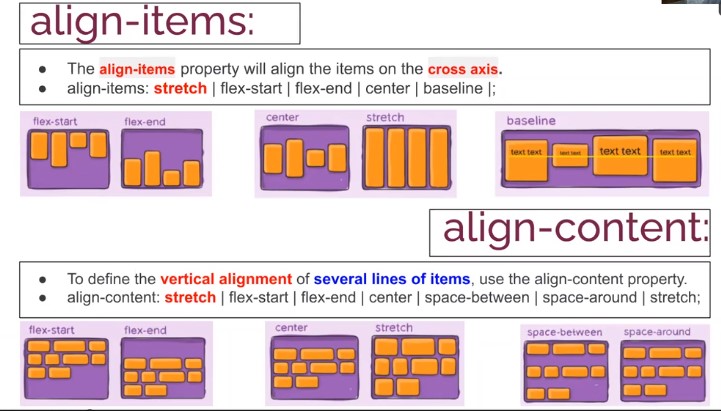 align-items:
● The align-items property will align the items on the cross axis.
● align-items: stretch | flex-start | flex-end | center | baseline |;
flex-start flex-end center stretch baseline
text text text text text text text text
align-content:
● To define the vertical alignment of several lines of items, use the align-content property.
● align-content: stretch | flex-start | flex-end | center | space-between | space-around | stretch;
flex-start flex-end center stretch space-between space-around